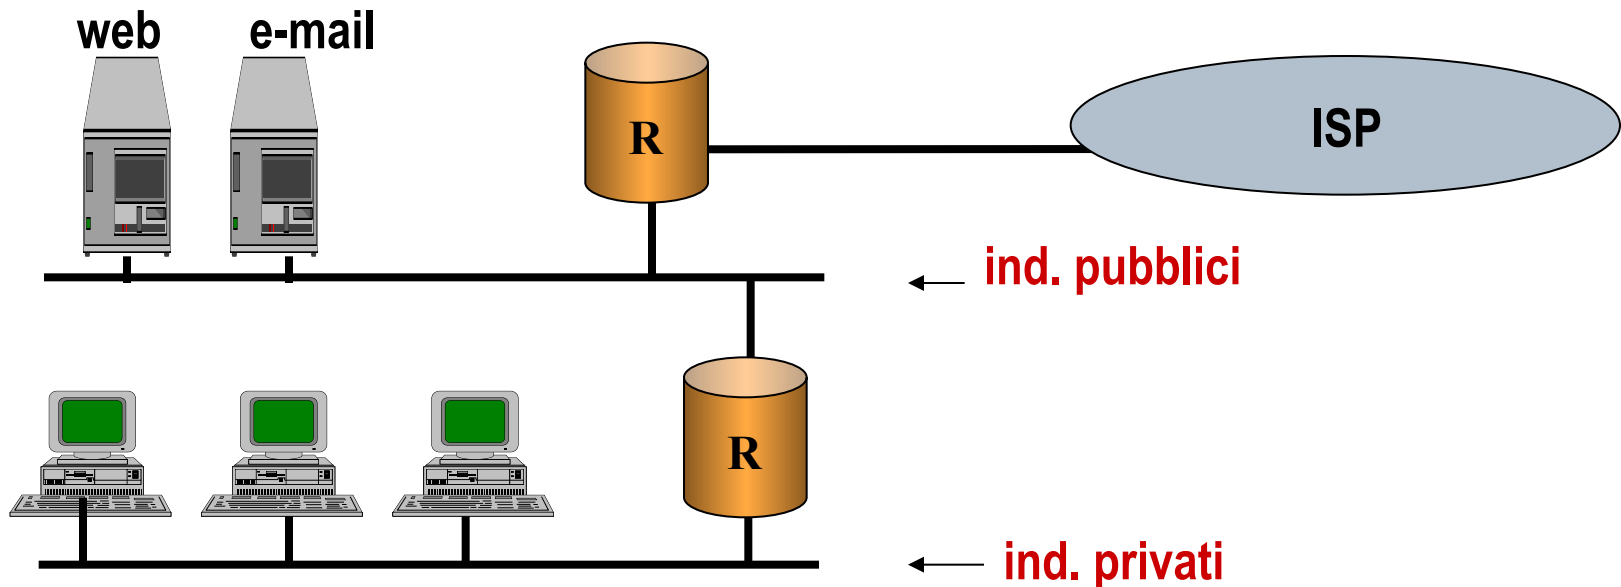 web
e-mail
R
ISP
ind. pubblici
R
ind. privati